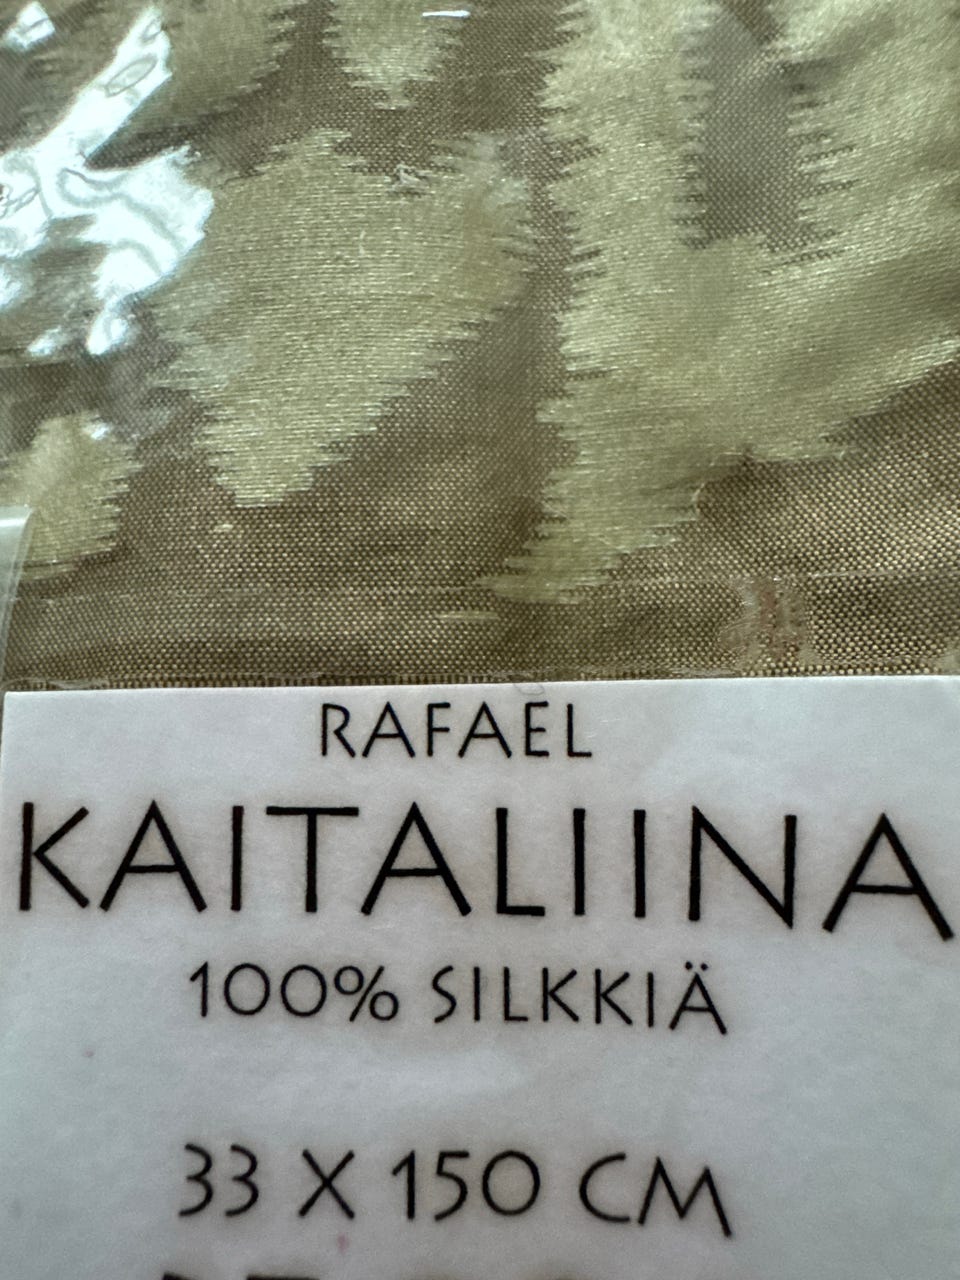 RAFAEL
KAITALIINA
100% SILKKIÄ
33 X 150 CM